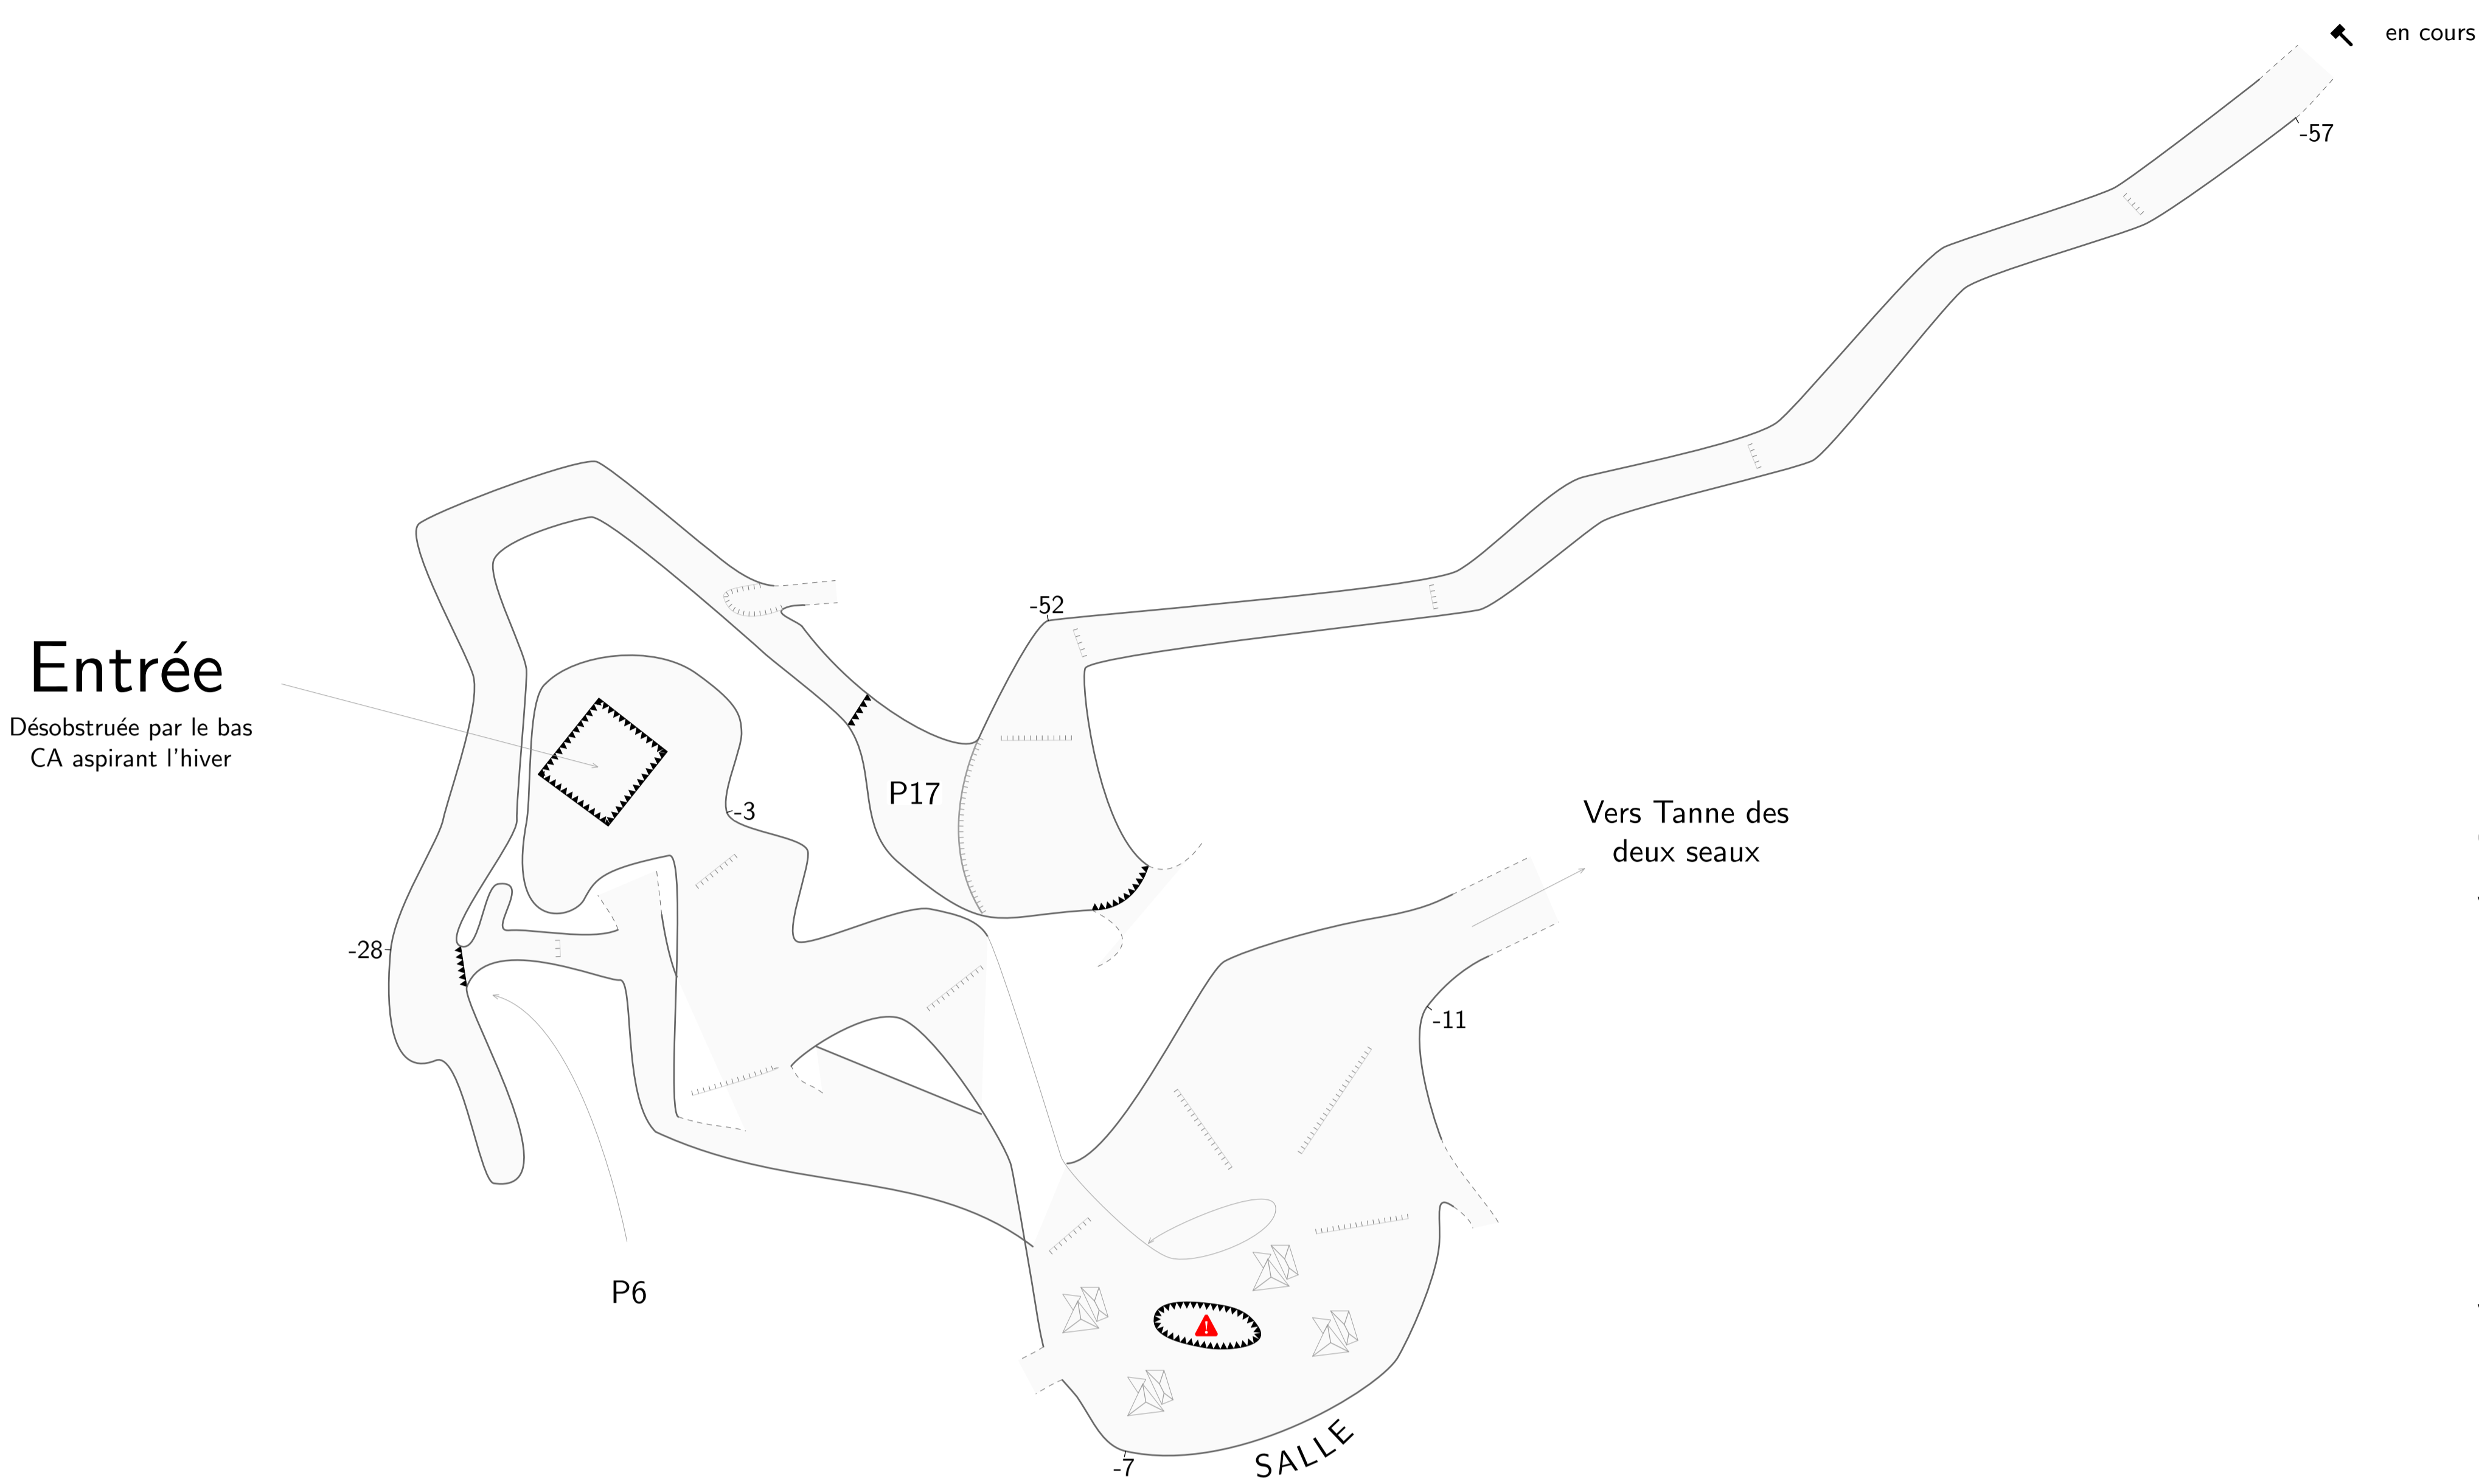 en cours
-57
-52
Entrée
Désobstruée par le bas
CA aspirant l'hiver
P17
-3
Vers Tanne des
deux seaux
-28
-11
P6
!
SALLE
-7